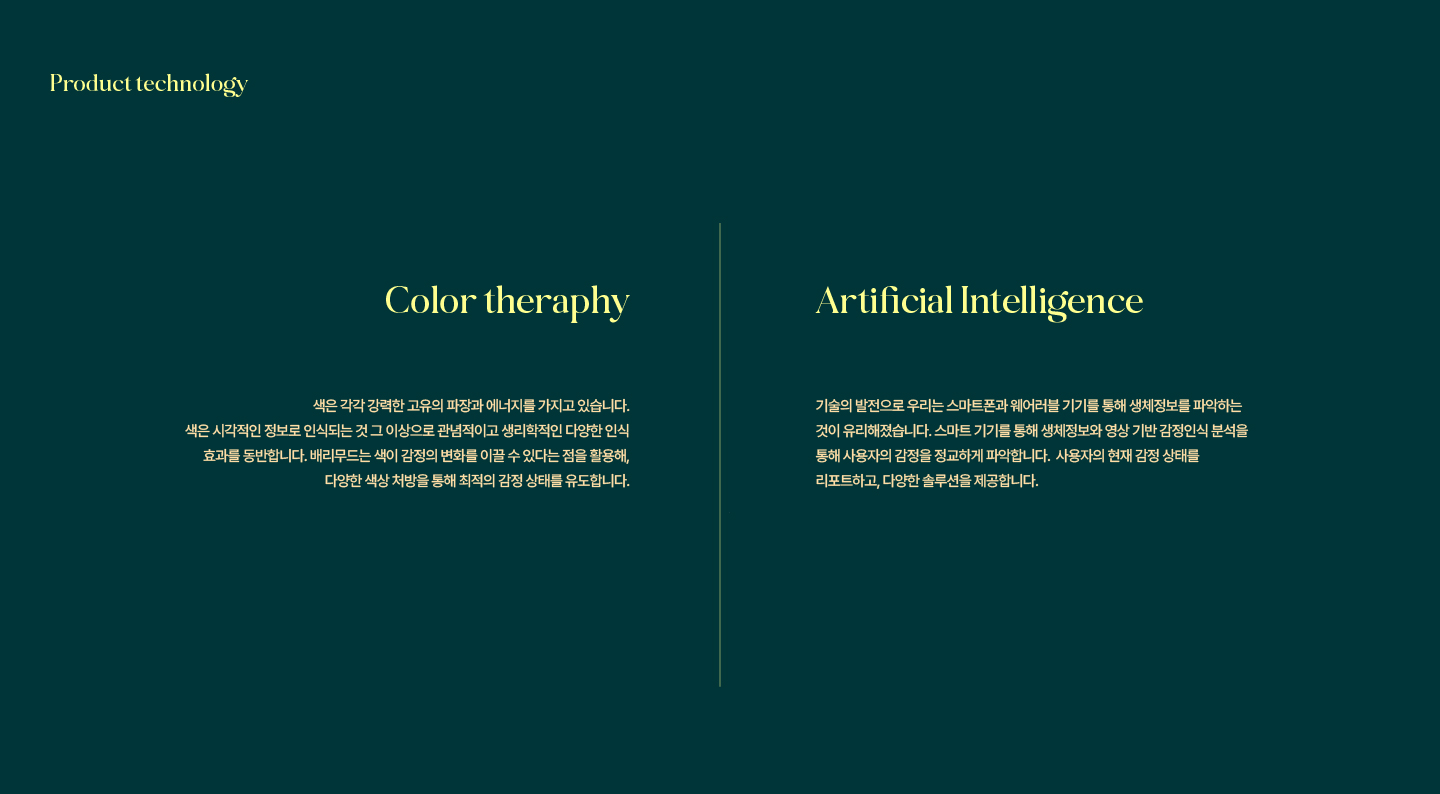 Product technology
Color theraphy
색은 각각 강력한 고유의 파장과 에너지를 가지고 있습니다.
색은 시각적인 정보로 인식되는 것 그 이상으로 관념적이고 생리학적인 다양한 인식
효과를 동반합니다. 배리무드는 색이 감정의 변화를 이끌 수 있다는 점을 활용해,
다양한 색상 처방을 통해 최적의 감정 상태를 유도합니다.
Artificial Intelligence
기술의 발전으로 우리는 스마트폰과 웨어러블 기기를 통해 생체정보를 파악하는
것이 유리해졌습니다. 스마트 기기를 통해 생체정보와 영상 기반 감정인식 분석을
통해 사용자의 감정을 정교하게 파악합니다. 사용자의 현재 감정 상태를
리포트하고, 다양한 솔루션을 제공합니다.